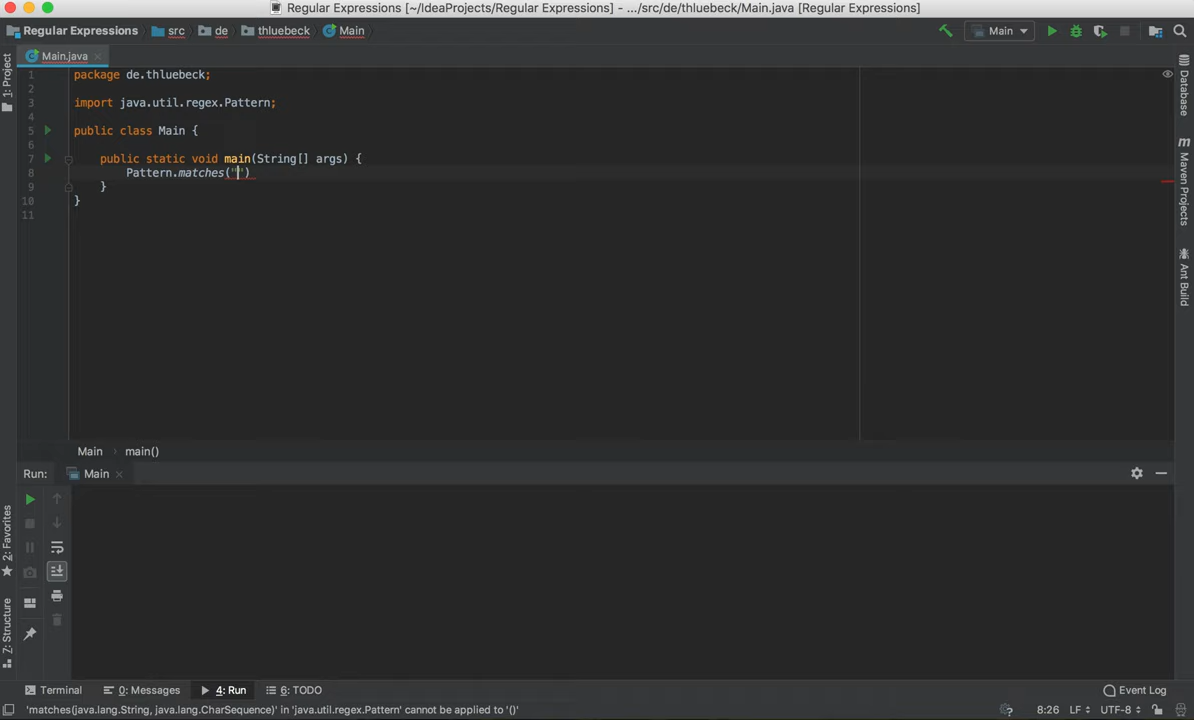 Regular Expressions [~/IdeaProjects/Regular Expressions] - .../src/de/thluebeck/Main.java [Regular Expressions]
Regular Expressions src de thluebeck Main Main
Main.java
1: Project
1 package de.thluebeck;
2
3 import java.util.regex.Pattern;
4
5 public class Main {
6
7 public static void main(String[] args) {
8 Pattern.matches("")
9 }
10 }
11
Database
m Maven Projects
Ant Build
Main main()
Run: Main
2: Favorites
7: Structure
Terminal 0: Messages 4: Run 6: TODO Event Log
'matches(java.lang.String, java.lang.CharSequence)' in 'java.util.regex.Pattern' cannot be applied to '()' 8:26 LF UTF-8